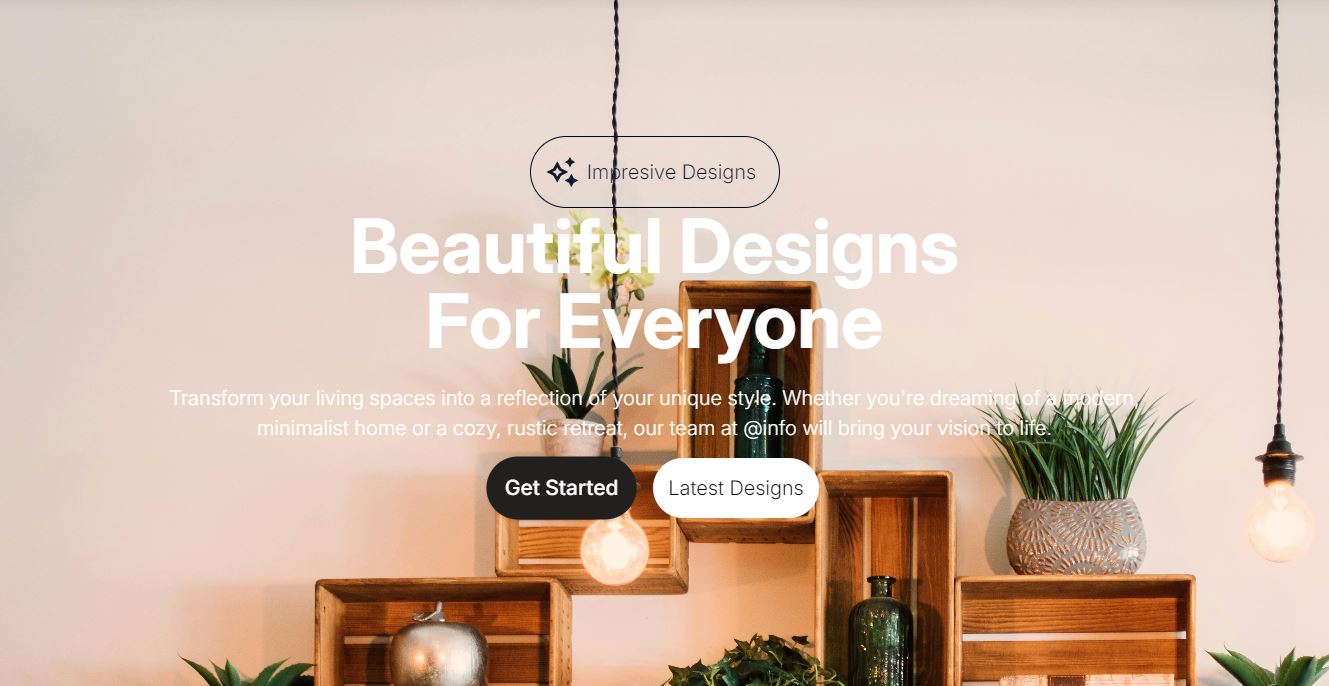 Impresive Designs
Beautiful Designs
For Everyone
Transform your living spaces into a reflection of your unique style. Whether you're dreaming of a modern,
minimalist home or a cozy, rustic retreat, our team at @info will bring your vision to life.
Get Started
Latest Designs